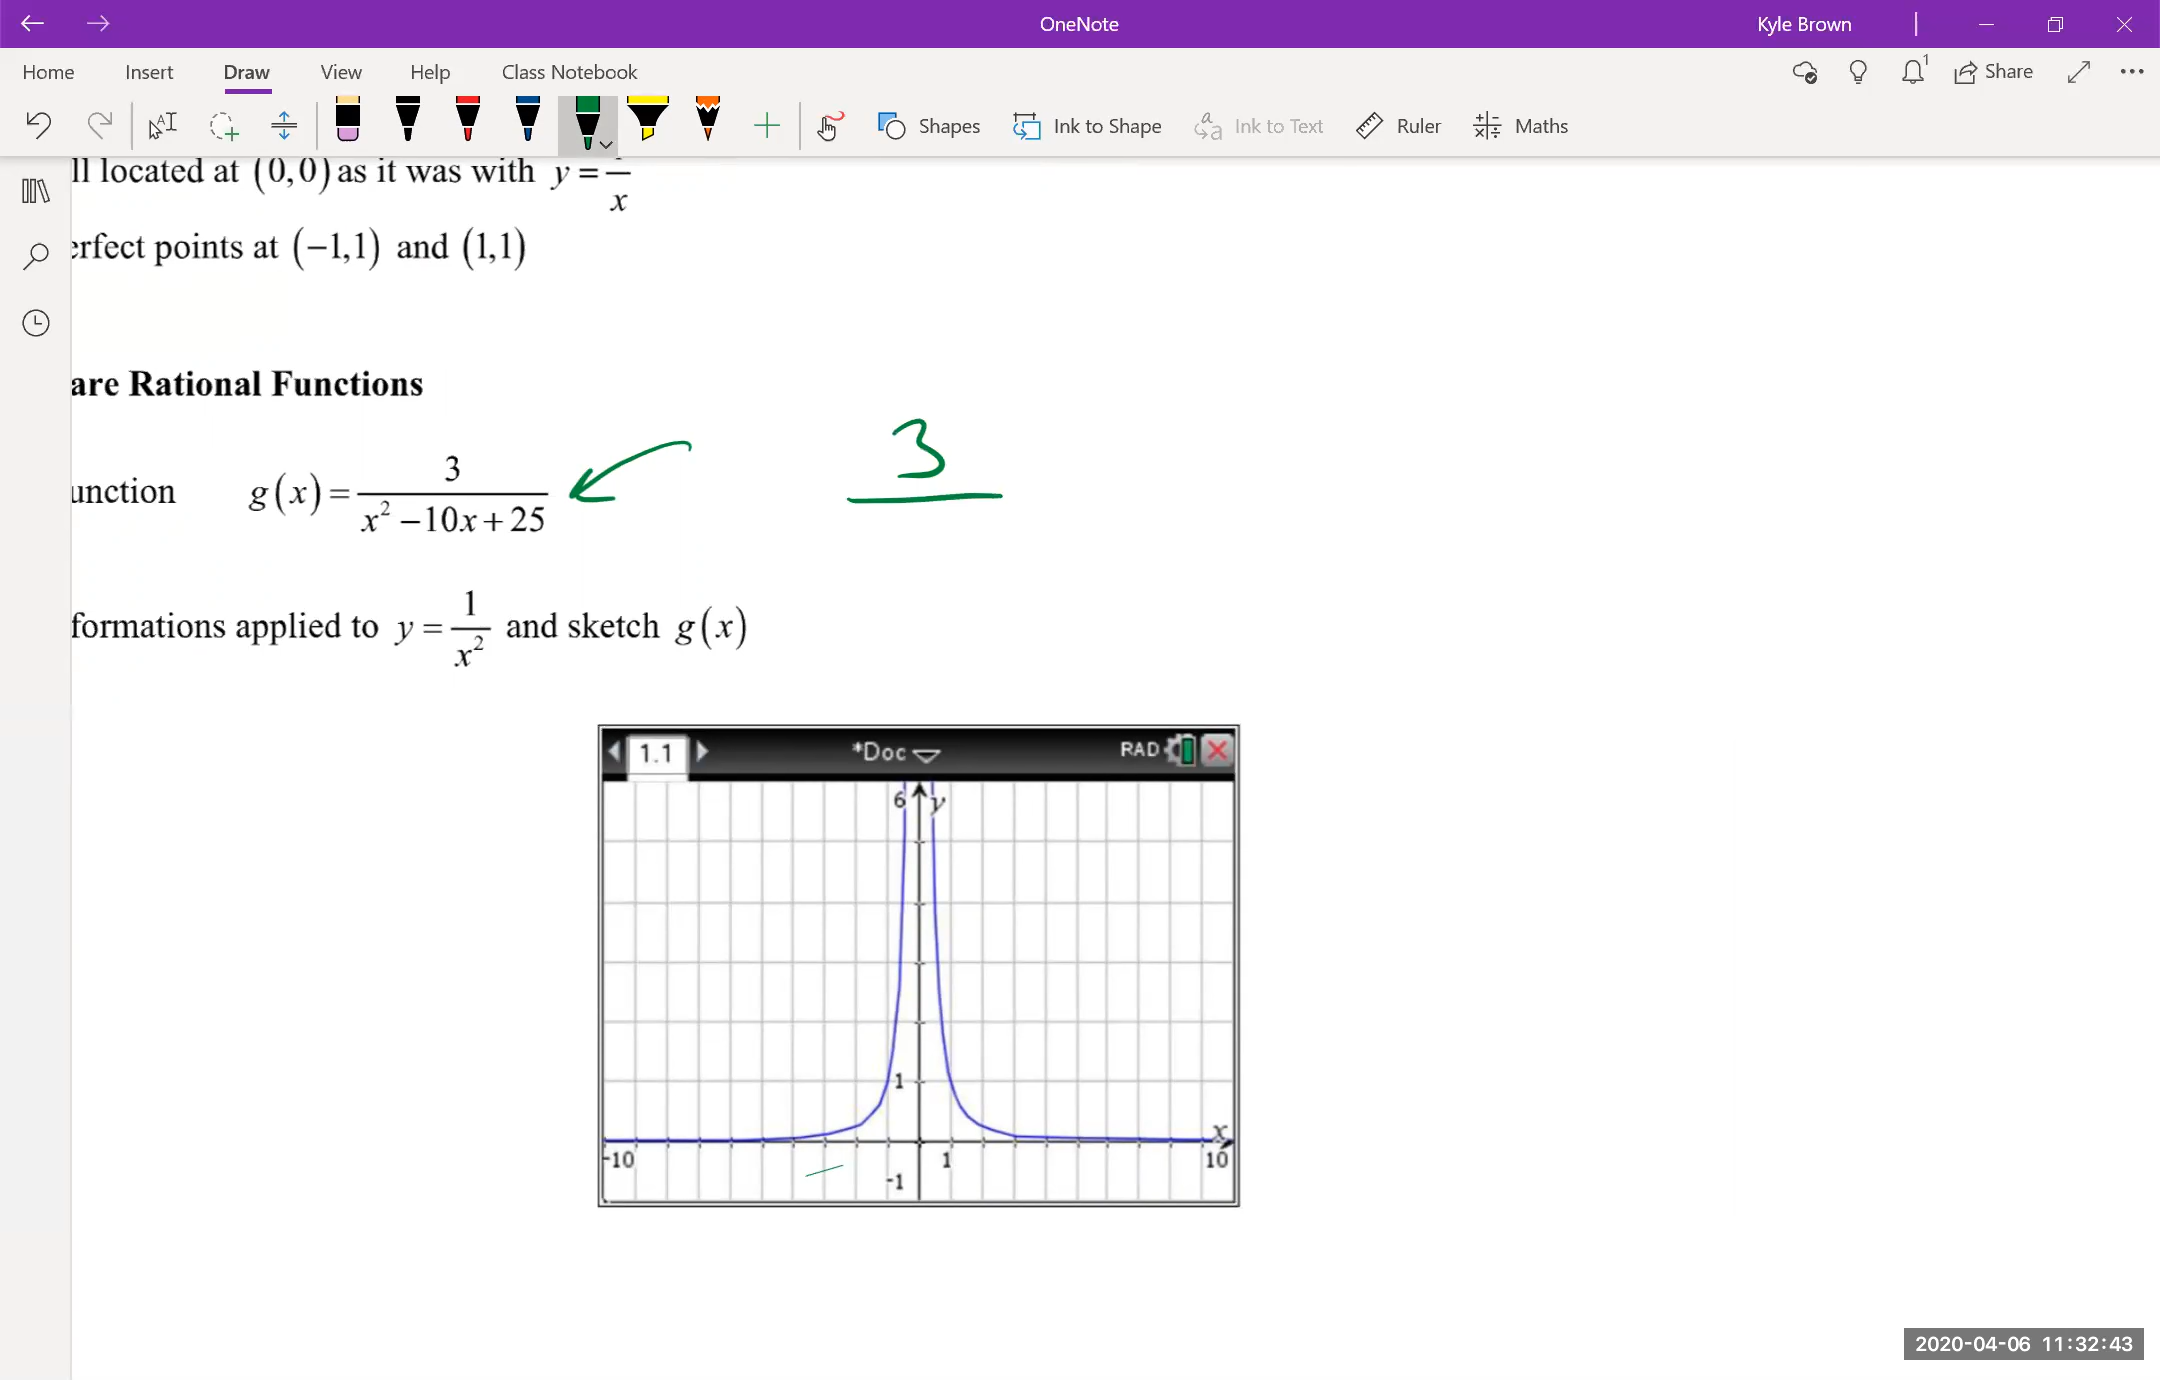 OneNote
Kyle Brown
Home Insert Draw View Help Class Notebook
1 Share
Shapes Ink to Shape Ink to Text Ruler Maths
ll located at (0,0) as it was with y = —/x
erfect points at (−1,1) and (1,1)
are Rational Functions
unction g(x) = 3/(x² − 10x + 25)
3
formations applied to y = 1/x² and sketch g(x)
1.1 *Doc RAD
6 y
1
x
-10 1 10
-1
2020-04-06 11:32:43